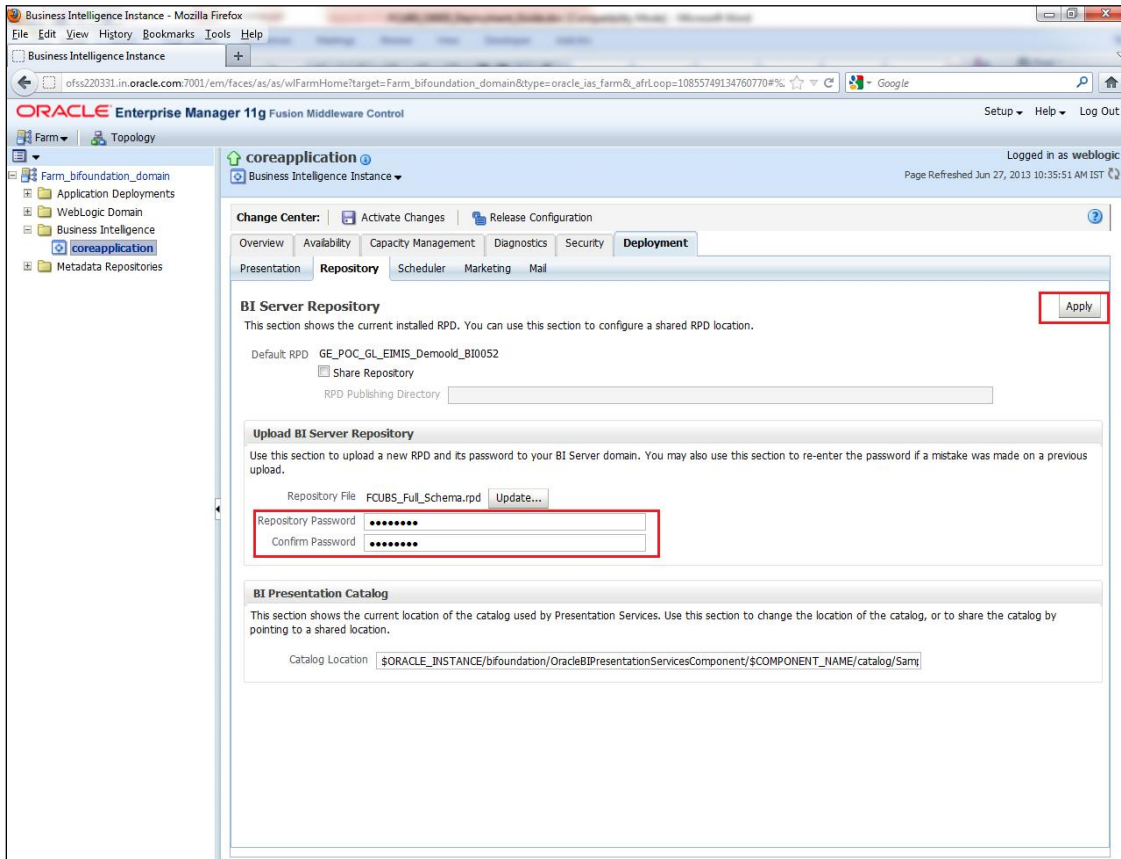 Business Intelligence Instance - Mozilla Firefox
File Edit View History Bookmarks Tools Help
Business Intelligence Instance
ofss220331.in.oracle.com:7001/em/faces/as/as/wlFarmHome?target=Farm_bifoundation_domain&type=oracle_ias_farm&_afrLoop=10855749134760770#%
Google
ORACLE Enterprise Manager 11g Fusion Middleware Control
Setup Help Log Out
Farm Topology
Farm_bifoundation_domain
Application Deployments
WebLogic Domain
Business Intelligence
coreapplication
Metadata Repositories
coreapplication
Logged in as weblogic
Business Intelligence Instance
Page Refreshed Jun 27, 2013 10:35:51 AM IST
Change Center: Activate Changes Release Configuration
Overview Availability Capacity Management Diagnostics Security Deployment
Presentation Repository Scheduler Marketing Mail
BI Server Repository
Apply
This section shows the current installed RPD. You can use this section to configure a shared RPD location.
Default RPD GE_POC_GL_EIMIS_Demoold_BI0052
Share Repository
RPD Publishing Directory
Upload BI Server Repository
Use this section to upload a new RPD and its password to your BI Server domain. You may also use this section to re-enter the password if a mistake was made on a previous
upload.
Repository File FCUBS_Full_Schema.rpd Update...
Repository Password ••••••••
Confirm Password ••••••••
BI Presentation Catalog
This section shows the current location of the catalog used by Presentation Services. Use this section to change the location of the catalog, or to share the catalog by
pointing to a shared location.
Catalog Location $ORACLE_INSTANCE/bifoundation/OracleBIPresentationServicesComponent/$COMPONENT_NAME/catalog/Samp